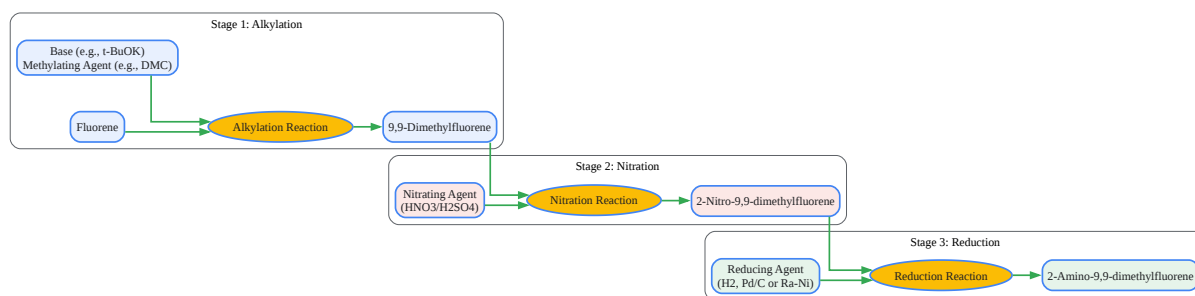 Stage 1: Alkylation
Base (e.g., t-BuOK)
Methylating Agent (e.g., DMC)
Fluorene
Alkylation Reaction
9,9-Dimethylfluorene
Stage 2: Nitration
Nitrating Agent
(HNO3/H2SO4)
Nitration Reaction
2-Nitro-9,9-dimethylfluorene
Stage 3: Reduction
Reducing Agent
(H2, Pd/C or Ra-Ni)
Reduction Reaction
2-Amino-9,9-dimethylfluorene